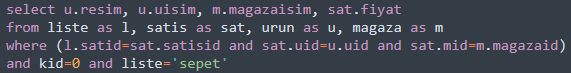 select u.resim, u.uisim, m.magazaisim, sat.fiyat
from liste as l, satis as sat, urun as u, magaza as m
where (l.satid=sat.satisid and sat.uid=u.uid and sat.mid=m.magazaid)
and kid=0 and liste='sepet'